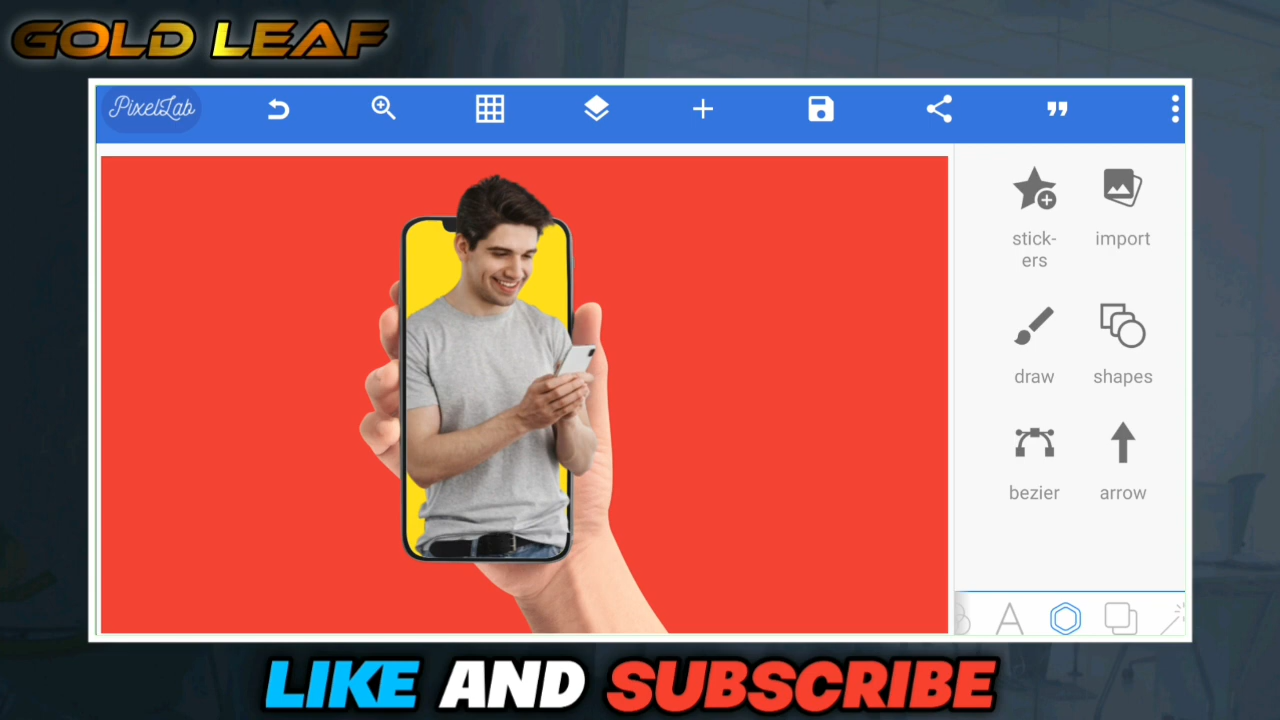 GOLD LEAF
PixelLab
stick-
ers
import
draw
shapes
bezier
arrow
LIKE AND SUBSCRIBE